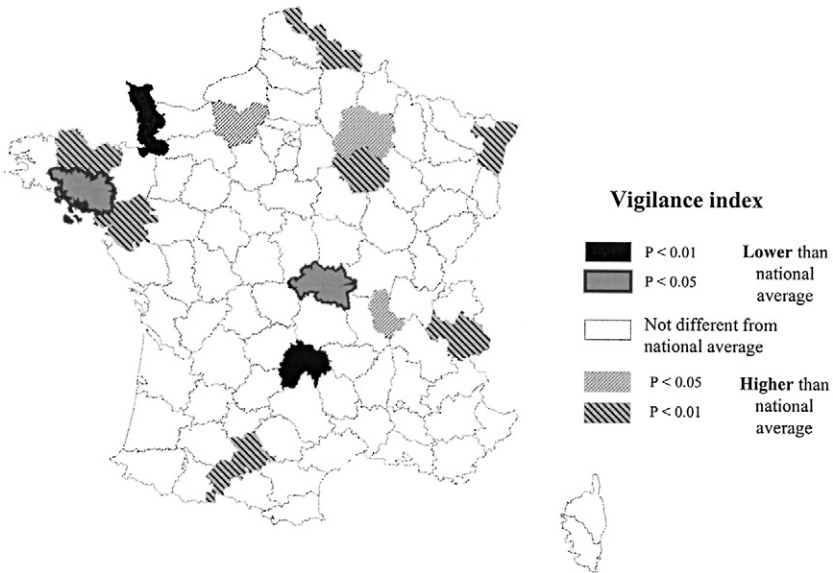 Vigilance index
P < 0.01
P < 0.05
Lower than
national
average
Not different from
national average
P < 0.05
P < 0.01
Higher than
national
average